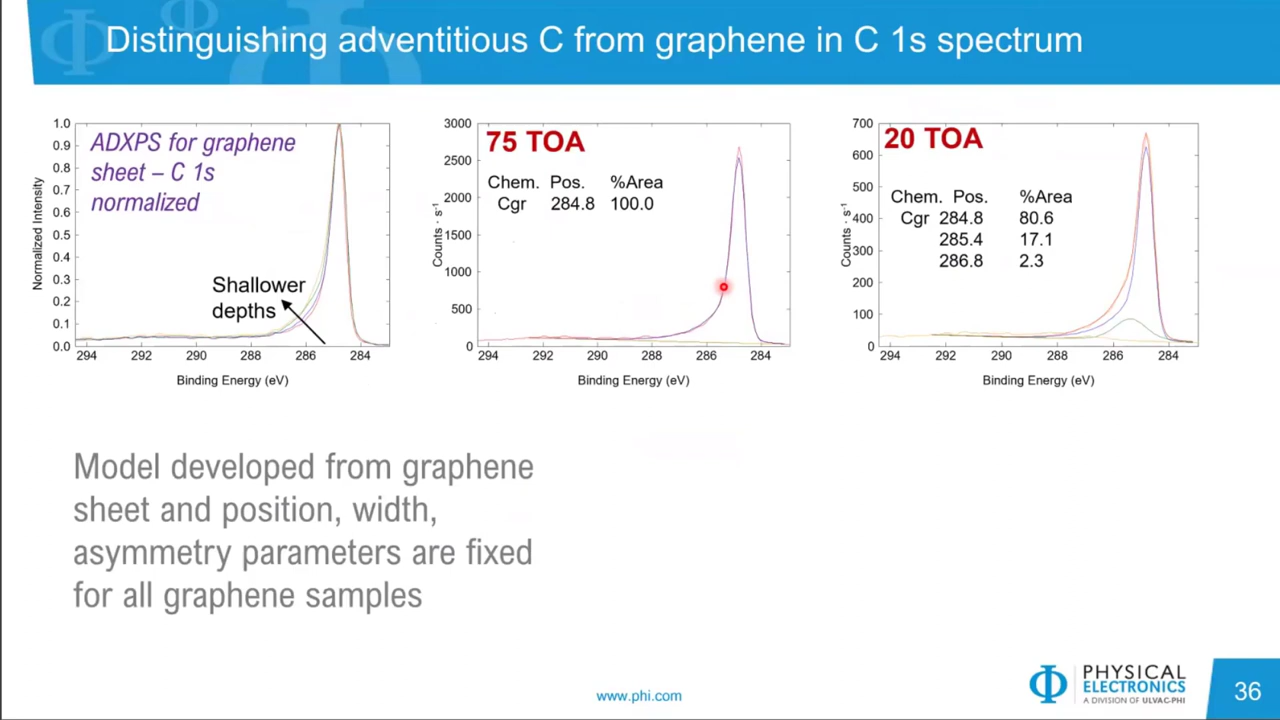 Distinguishing adventitious C from graphene in C 1s spectrum
ADXPS for graphene
sheet – C 1s
normalized
Shallower
depths
Normalized Intensity
1.0
0.9
0.8
0.7
0.6
0.5
0.4
0.3
0.2
0.1
0.0
294 292 290 288 286 284
Binding Energy (eV)
75 TOA
Chem. Pos. %Area
Cgr 284.8 100.0
Counts · s⁻¹
3000
2500
2000
1500
1000
500
0
294 292 290 288 286 284
Binding Energy (eV)
20 TOA
Chem. Pos. %Area
Cgr 284.8 80.6
285.4 17.1
286.8 2.3
Counts · s⁻¹
700
600
500
400
300
200
100
0
294 292 290 288 286 284
Binding Energy (eV)
Model developed from graphene
sheet and position, width,
asymmetry parameters are fixed
for all graphene samples
www.phi.com
PHYSICAL
ELECTRONICS
A DIVISION OF ULVAC-PHI
36